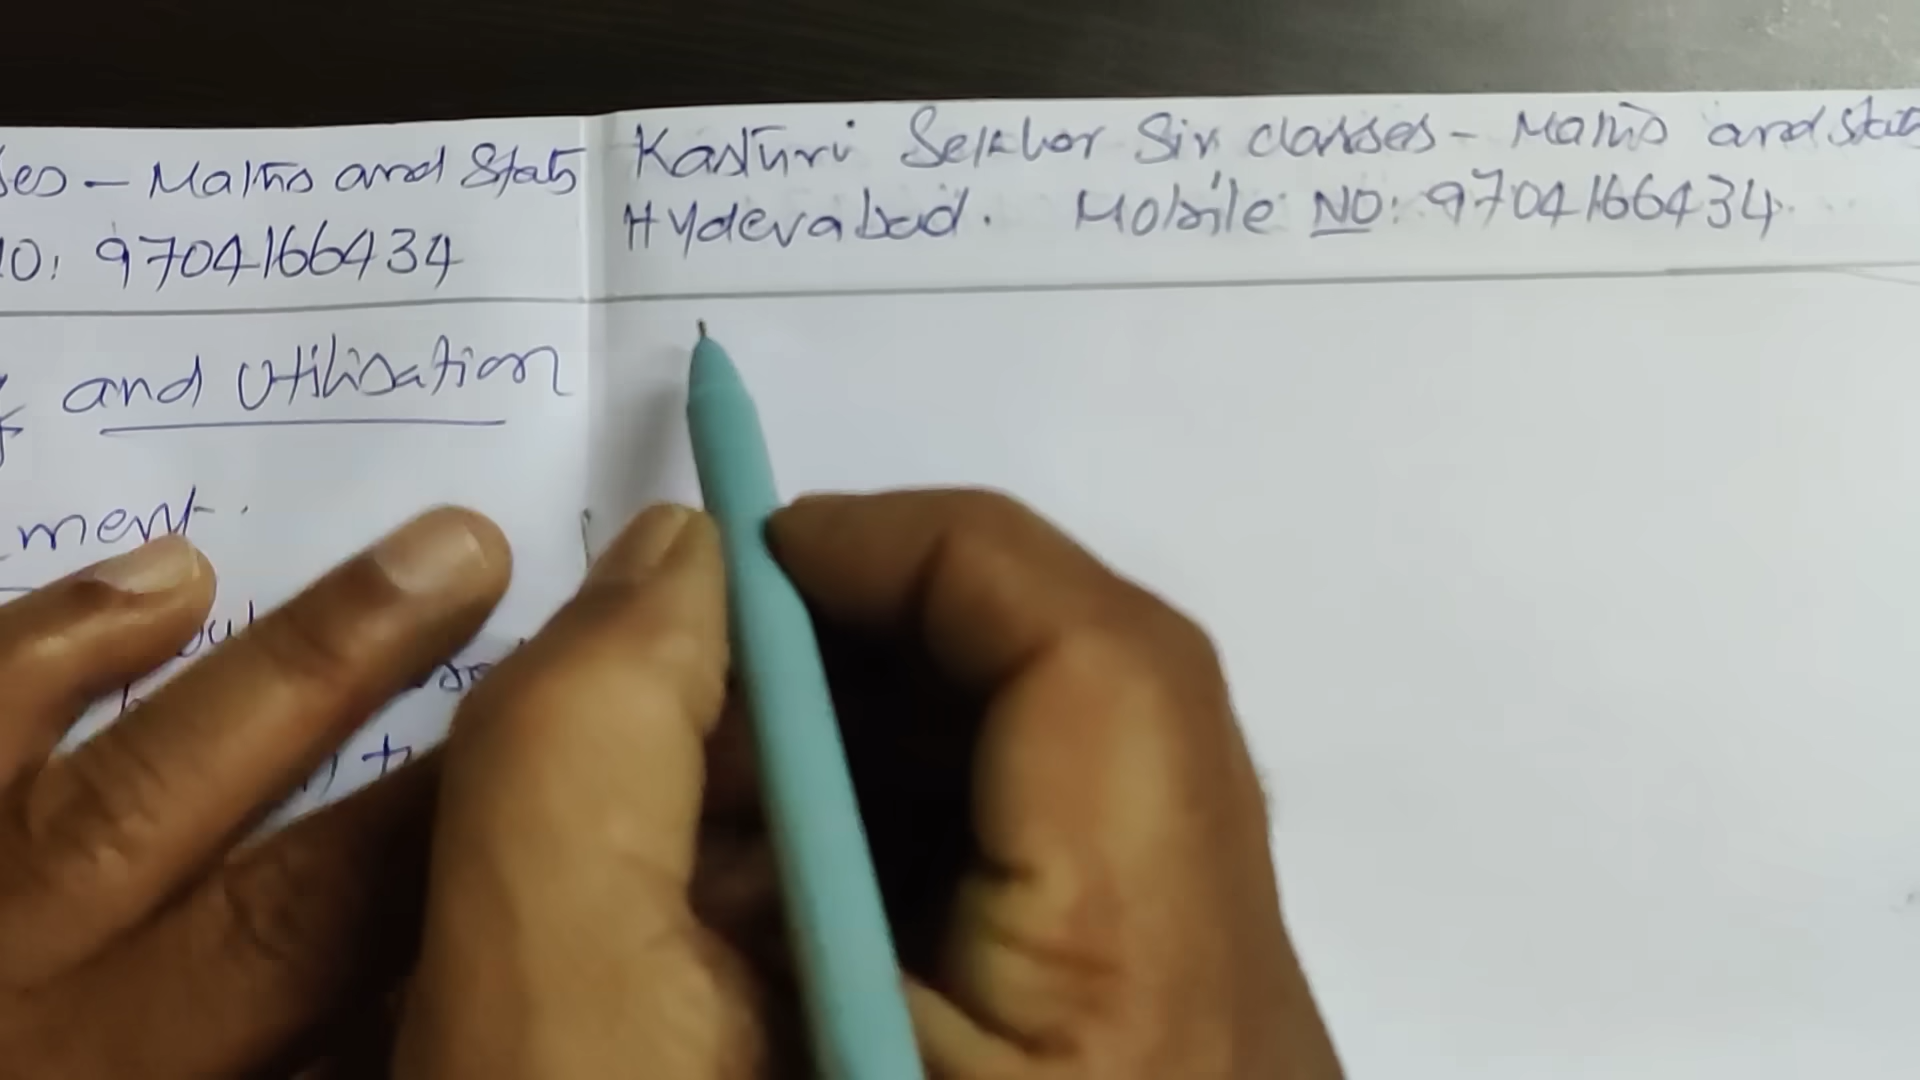 ses - Maths and Stats
NO: 9704166434
and Utilisation
ment.
Kasturi Sekhar Sir classes - Maths and Stats
Hyderabad. Mobile NO: 9704166434